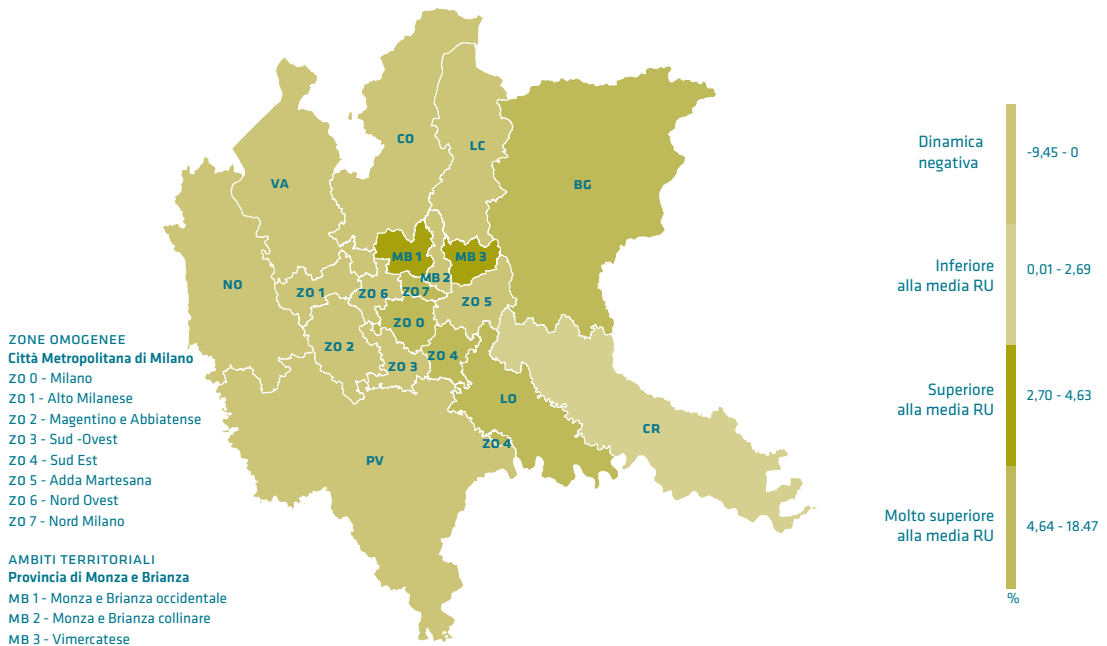 CO
LC
VA
BG
MB 1
MB 3
MB 2
NO
ZO 1
ZO 6
ZO 7
ZO 5
ZO 0
ZO 2
ZO 3
ZO 4
LO
CR
ZO 4
PV
ZONE OMOGENEE
Città Metropolitana di Milano
ZO 0 - Milano
ZO 1 - Alto Milanese
ZO 2 - Magentino e Abbiatense
ZO 3 - Sud -Ovest
ZO 4 - Sud Est
ZO 5 - Adda Martesana
ZO 6 - Nord Ovest
ZO 7 - Nord Milano
AMBITI TERRITORIALI
Provincia di Monza e Brianza
MB 1 - Monza e Brianza occidentale
MB 2 - Monza e Brianza collinare
MB 3 - Vimercatese
Dinamica
negativa
-9,45 - 0
Inferiore
alla media RU
0,01 - 2,69
Superiore
alla media RU
2,70 - 4,63
Molto superiore
alla media RU
4,64 - 18.47
%